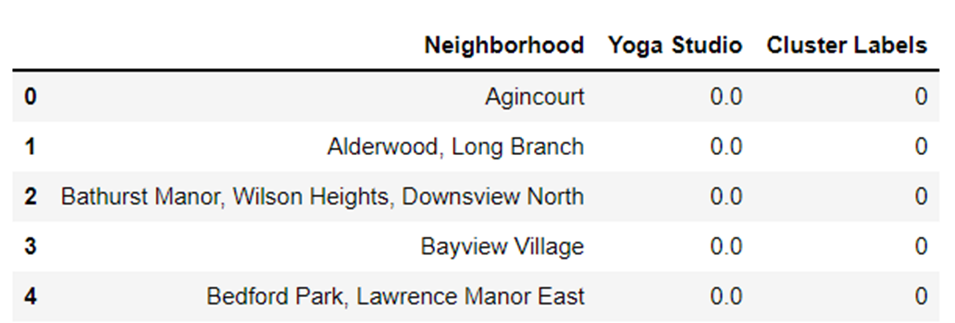 Neighborhood Yoga Studio Cluster Labels
0 Agincourt 0.0 0
1 Alderwood, Long Branch 0.0 0
2 Bathurst Manor, Wilson Heights, Downsview North 0.0 0
3 Bayview Village 0.0 0
4 Bedford Park, Lawrence Manor East 0.0 0